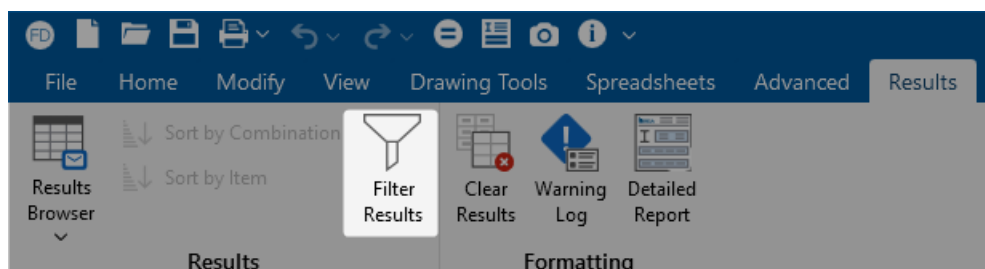 FD
File Home Modify View Drawing Tools Spreadsheets Advanced Results
Sort by Combination
Sort by Item
Results
Browser
Filter
Results
Clear
Results
Warning
Log
Detailed
Report
Results
Formatting